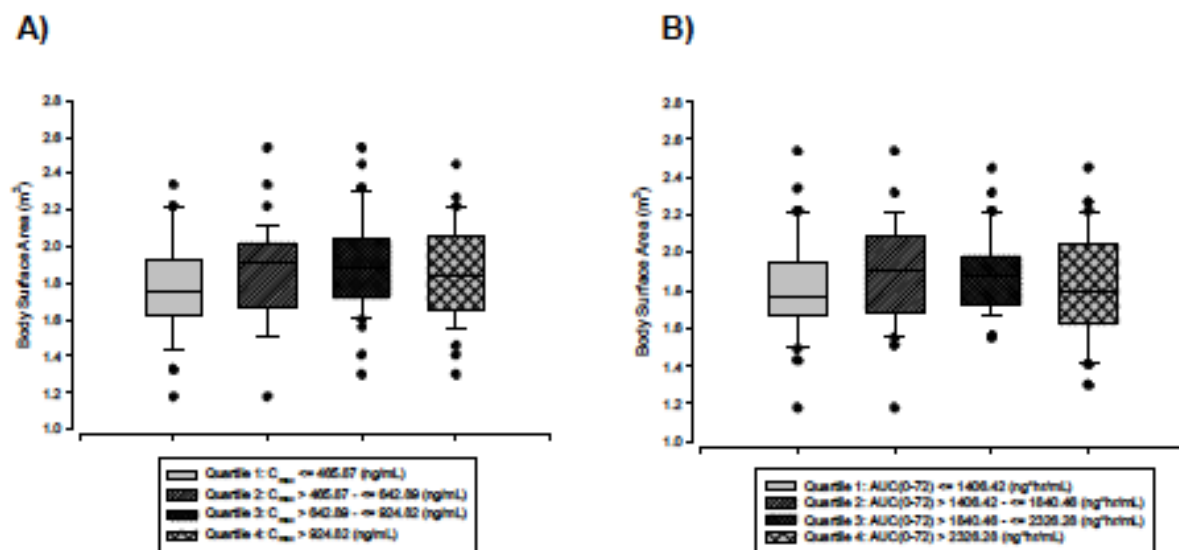 A)
B)
2.8
2.6
2.4
2.2
2.0
1.8
1.6
1.4
1.2
1.0
Body Surface Area (m²)
2.8
2.6
2.4
2.2
2.0
1.8
1.6
1.4
1.2
1.0
Body Surface Area (m²)
Quartile 1: Cmax <= 465.87 (ng/mL)
Quartile 2: Cmax > 465.87 - <= 642.89 (ng/mL)
Quartile 3: Cmax > 642.89 - <= 924.82 (ng/mL)
Quartile 4: Cmax > 924.82 (ng/mL)
Quartile 1: AUC(0-72) <= 1406.42 (ng*hr/mL)
Quartile 2: AUC(0-72) > 1406.42 - <= 1840.46 (ng*hr/mL)
Quartile 3: AUC(0-72) > 1840.46 - <= 2326.28 (ng*hr/mL)
Quartile 4: AUC(0-72) > 2326.28 (ng*hr/mL)